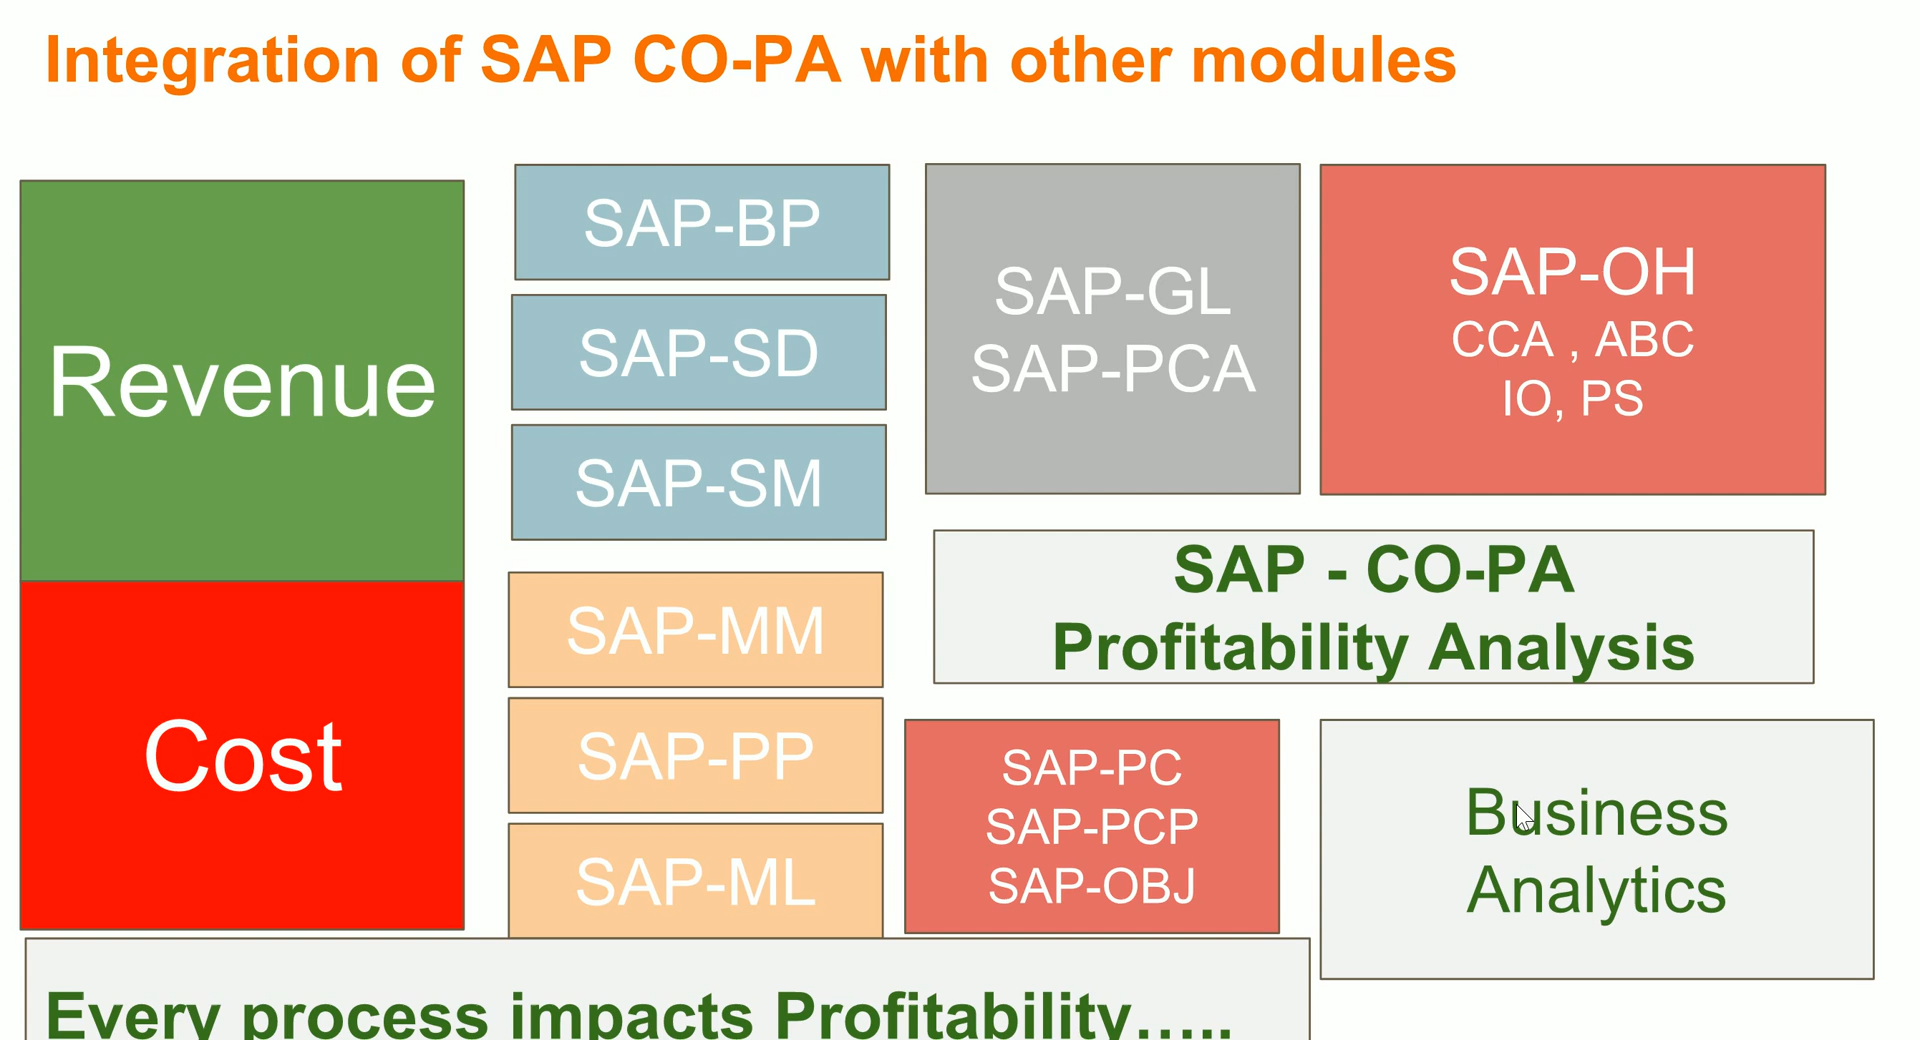 Integration of SAP CO-PA with other modules
Revenue
Cost
SAP-BP
SAP-SD
SAP-SM
SAP-MM
SAP-PP
SAP-ML
SAP-GL
SAP-PCA
SAP-OH
CCA , ABC
IO, PS
SAP - CO-PA
Profitability Analysis
SAP-PC
SAP-PCP
SAP-OBJ
Business
Analytics
Every process impacts Profitability…..